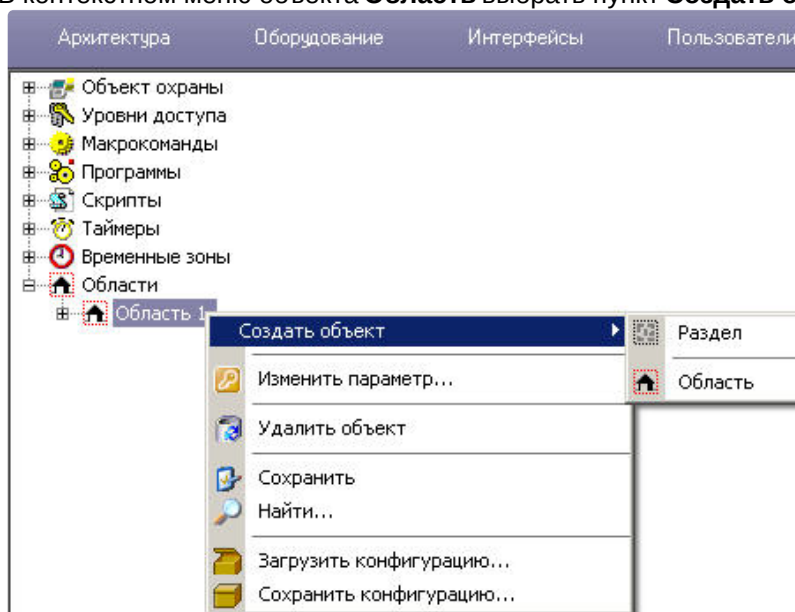 В контекстном меню объекта Область выбрать пункт Создать
Архитектура Оборудование Интерфейсы Пользователи
Объект охраны
Уровни доступа
Макрокоманды
Программы
Скрипты
Таймеры
Временные зоны
Области
Область 1
Создать объект
Раздел
Изменить параметр...
Область
Удалить объект
Сохранить
Найти...
Загрузить конфигурацию...
Сохранить конфигурацию...